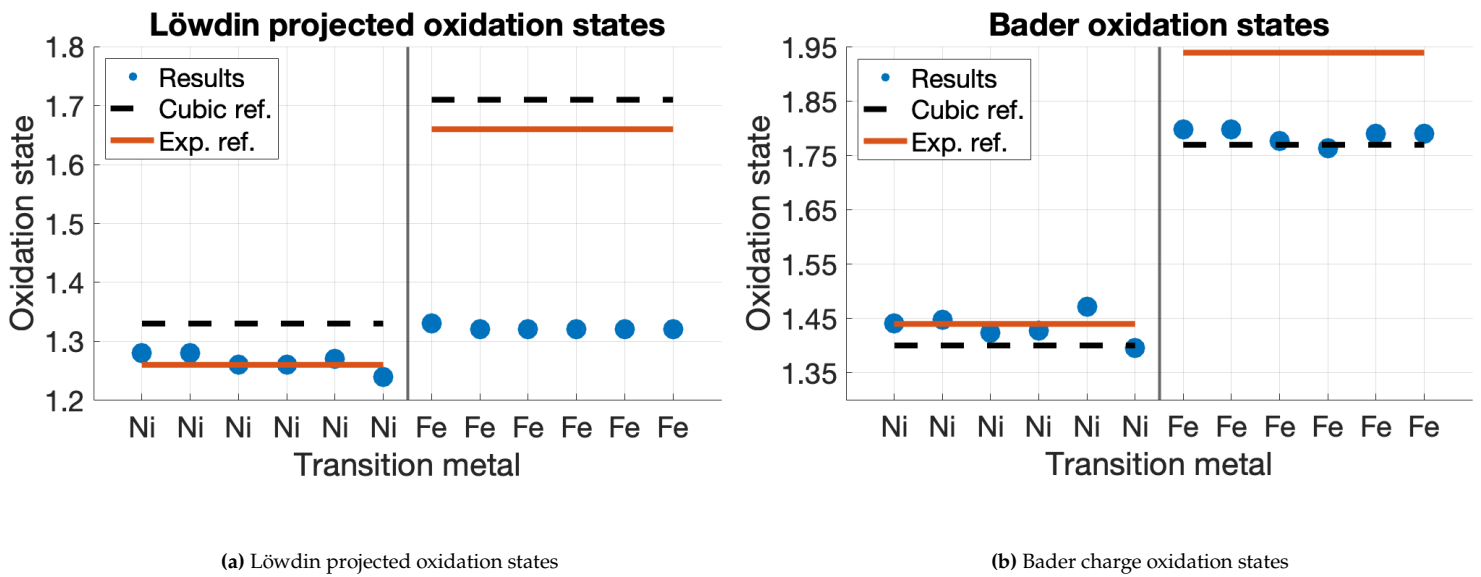 Löwdin projected oxidation states
1.8
1.7
1.6
1.5
1.4
1.3
1.2
Oxidation state
Results
Cubic ref.
Exp. ref.
Ni Ni Ni Ni Ni Ni Fe Fe Fe Fe Fe Fe
Transition metal
(a) Löwdin projected oxidation states
Bader oxidation states
1.95
1.85
1.75
1.65
1.55
1.45
1.35
Oxidation state
Results
Cubic ref.
Exp. ref.
Ni Ni Ni Ni Ni Ni Fe Fe Fe Fe Fe Fe
Transition metal
(b) Bader charge oxidation states